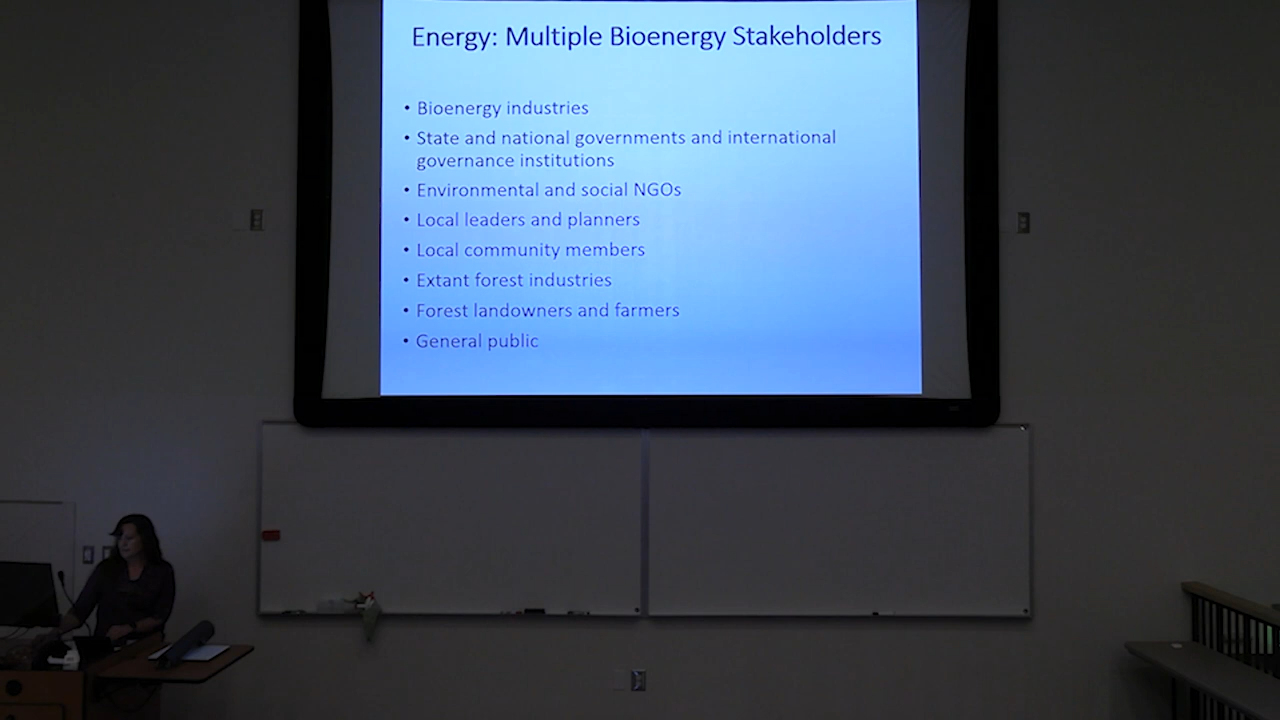 Energy: Multiple Bioenergy Stakeholders
• Bioenergy industries
• State and national governments and international
governance institutions
• Environmental and social NGOs
• Local leaders and planners
• Local community members
• Extant forest industries
• Forest landowners and farmers
• General public